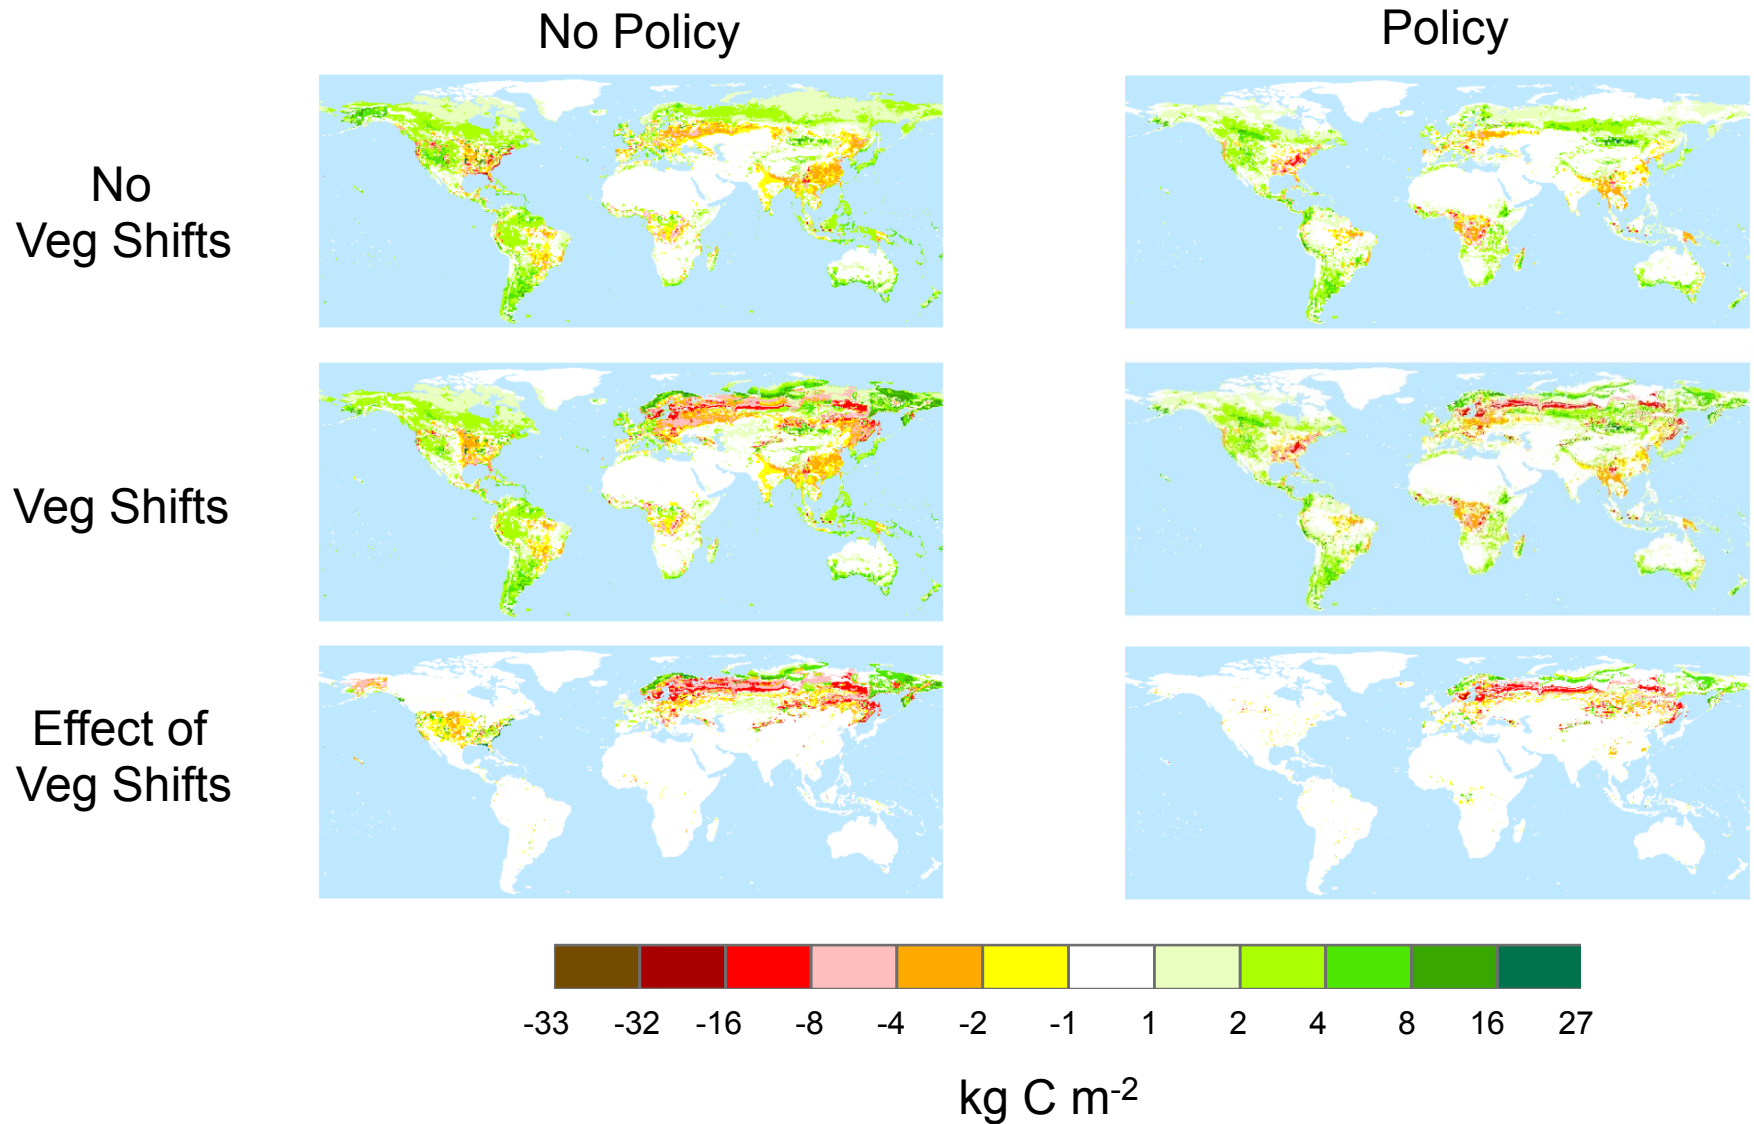 No Policy
Policy
No
Veg Shifts
Veg Shifts
Effect of
Veg Shifts
-33 -32 -16 -8 -4 -2 -1 1 2 4 8 16 27
kg C m-2